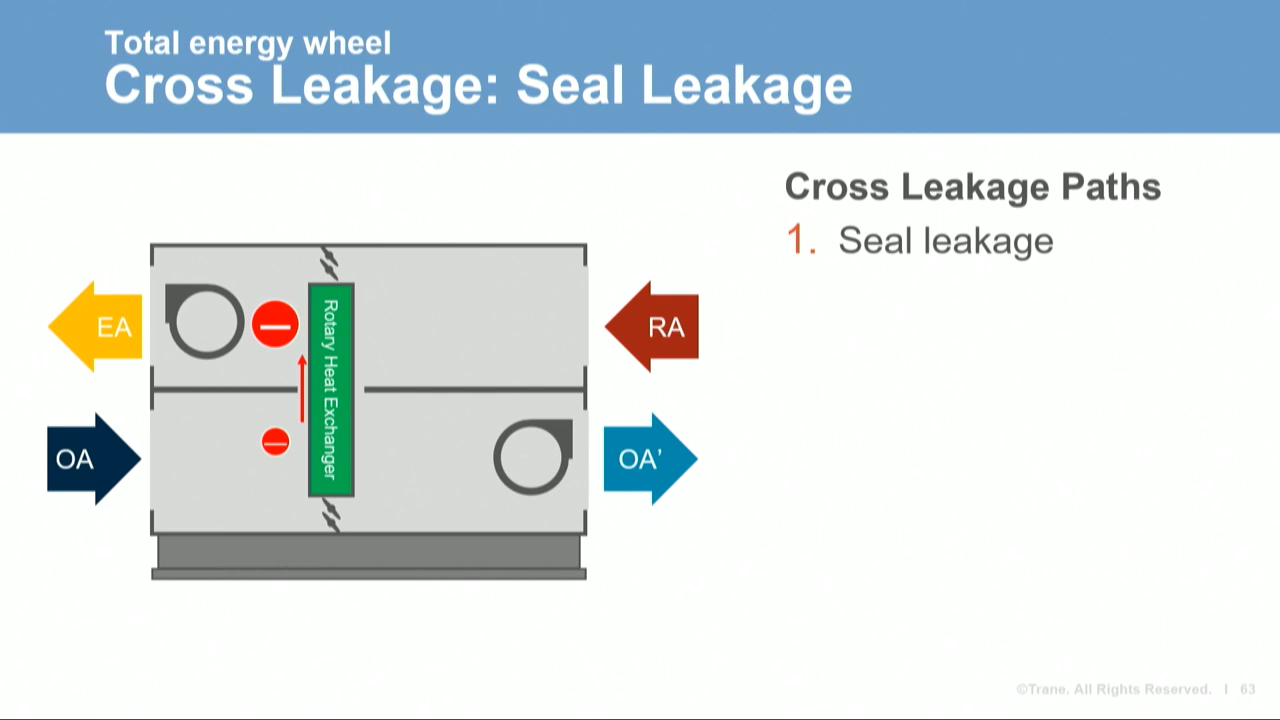 Total energy wheel
Cross Leakage: Seal Leakage
Cross Leakage Paths
1. Seal leakage
EA
RA
Rotary Heat Exchanger
OA
OA’
©Trane. All Rights Reserved. I 63